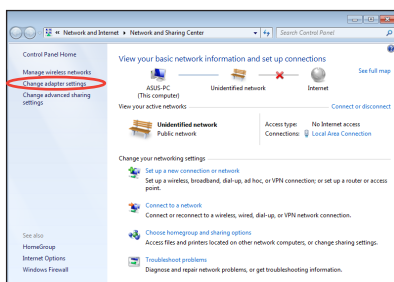 « Network and Internet ▸ Network and Sharing Center
Search Control Panel
Control Panel Home
Manage wireless networks
Change adapter settings
Change advanced sharing
settings
See also
HomeGroup
Internet Options
Windows Firewall
View your basic network information and set up connections
See full map
ASUS-PC
(This computer)
Unidentified network
Internet
View your active networks
Connect or disconnect
Unidentified network
Public network
Access type: No Internet access
Connections: Local Area Connection
Change your networking settings
Set up a new connection or network
Set up a wireless, broadband, dial-up, ad hoc, or VPN connection; or set up a router or access
point.
Connect to a network
Connect or reconnect to a wireless, wired, dial-up, or VPN network connection.
Choose homegroup and sharing options
Access files and printers located on other network computers, or change sharing settings.
Troubleshoot problems
Diagnose and repair network problems, or get troubleshooting information.